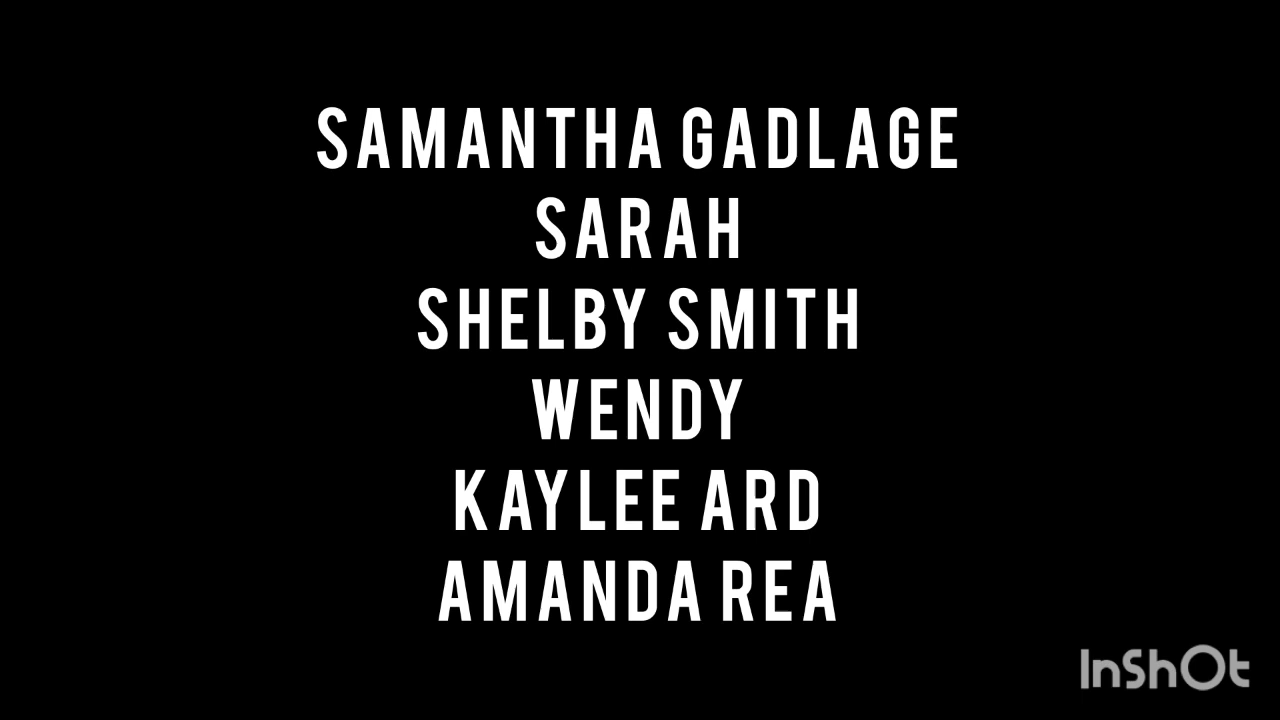 SAMANTHA GADLAGE
SARAH
SHELBY SMITH
WENDY
KAYLEE ARD
AMANDA REA
InShOt